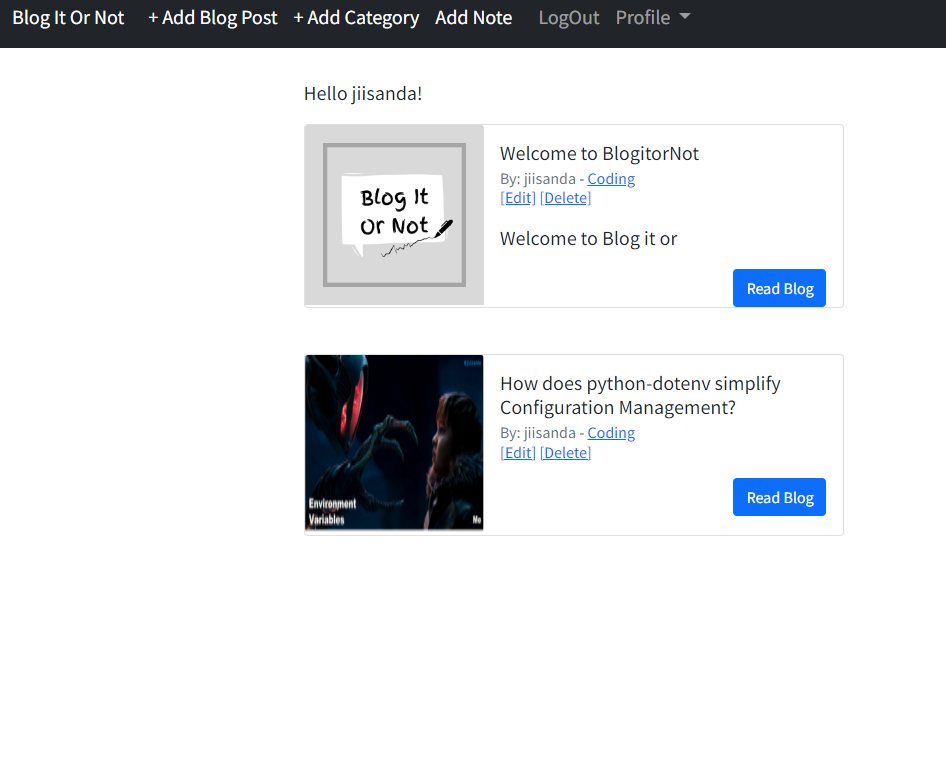 Blog It Or Not + Add Blog Post + Add Category Add Note LogOut Profile
Hello jiisanda!
Blog It
Or Not
Welcome to BlogitorNot
By: jiisanda - Coding
[Edit] [Delete]
Welcome to Blog it or
Read Blog
How does python-dotenv simplify
Configuration Management?
By: jiisanda - Coding
[Edit] [Delete]
Environment
Variables
Me
Read Blog